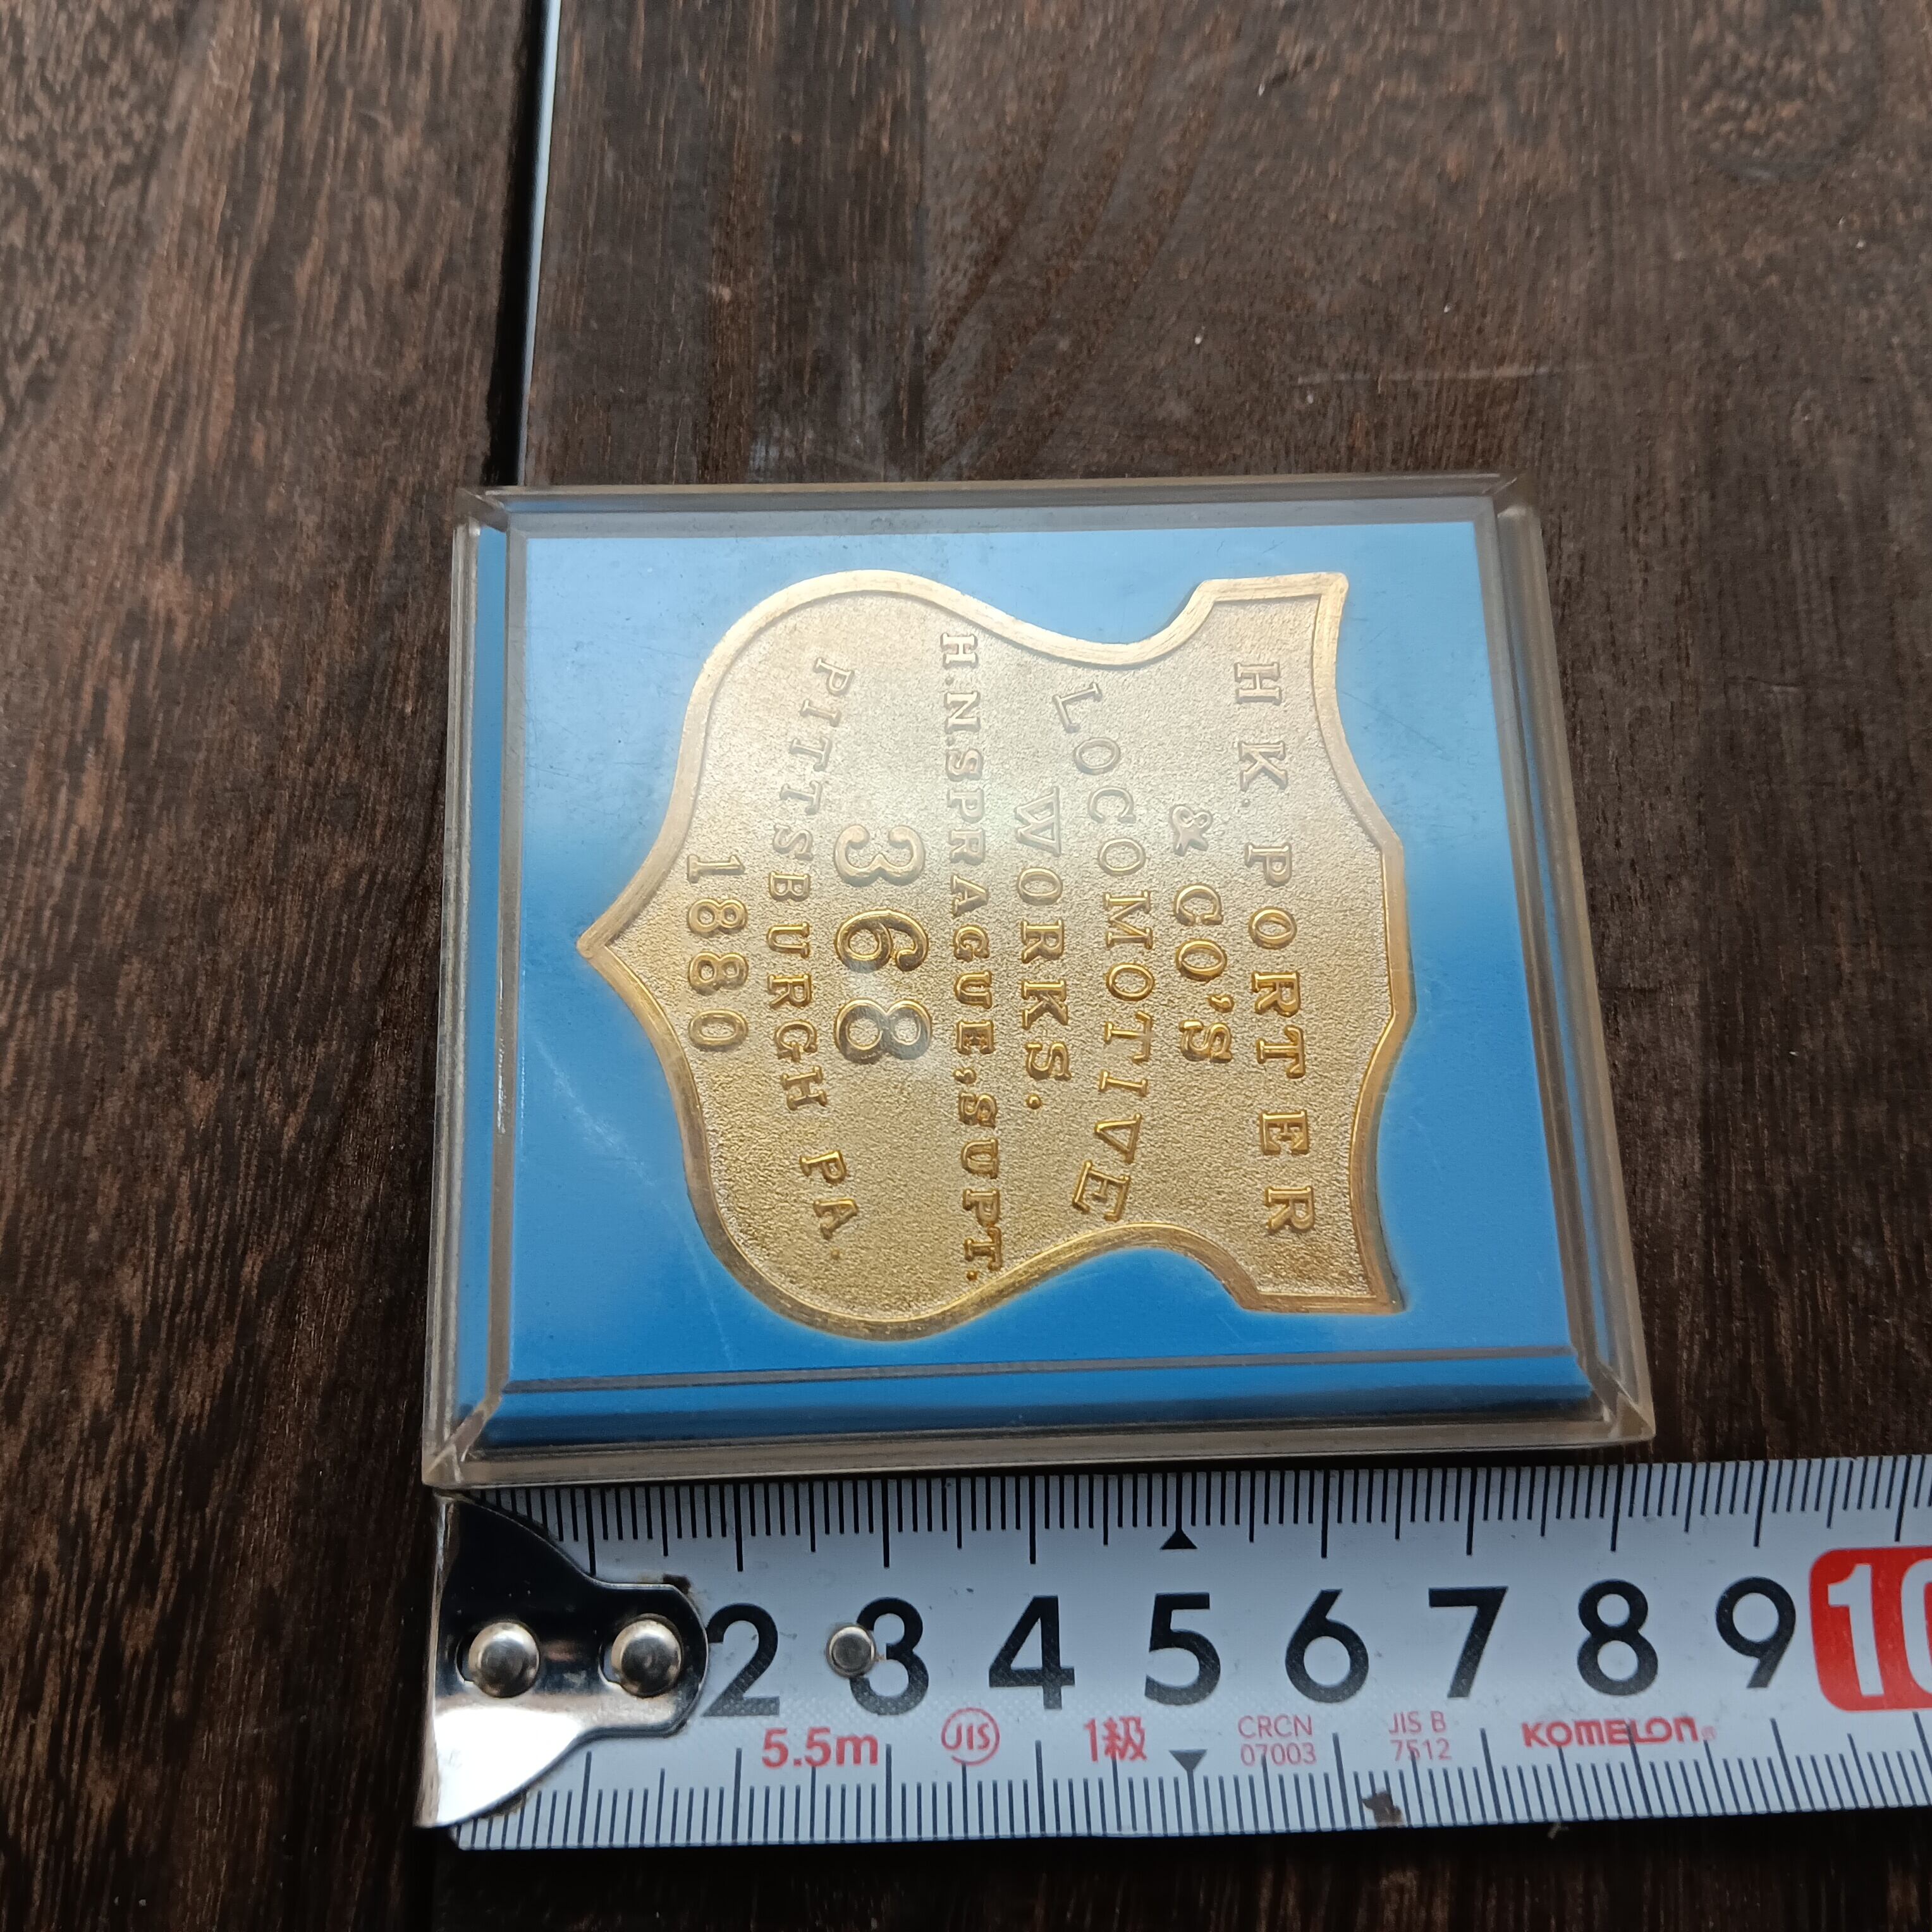 H.K. PORTER
& CO'S
LOCOMOTIVE
WORKS.
H.N.SPRAGUE,SUPT.
368
PITTSBURGH PA.
1880
2 3 4 5 6 7 8 9 10
5.5m JIS 1級 CRCN 07003 JIS B 7512 KOMELON